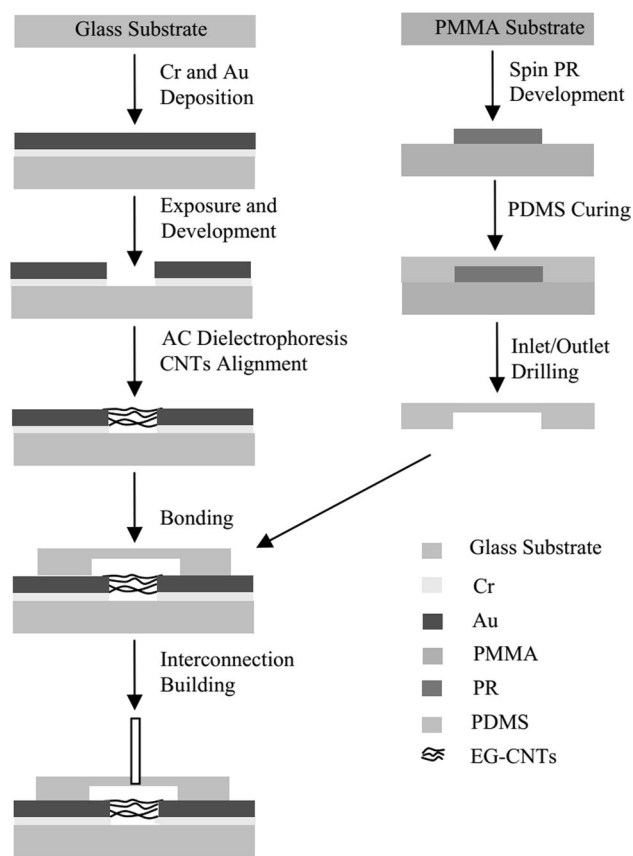 Glass Substrate
Cr and Au
Deposition
Exposure and
Development
AC Dielectrophoresis
CNTs Alignment
Bonding
Interconnection
Building
PMMA Substrate
Spin PR
Development
PDMS Curing
Inlet/Outlet
Drilling
Glass Substrate
Cr
Au
PMMA
PR
PDMS
EG-CNTs